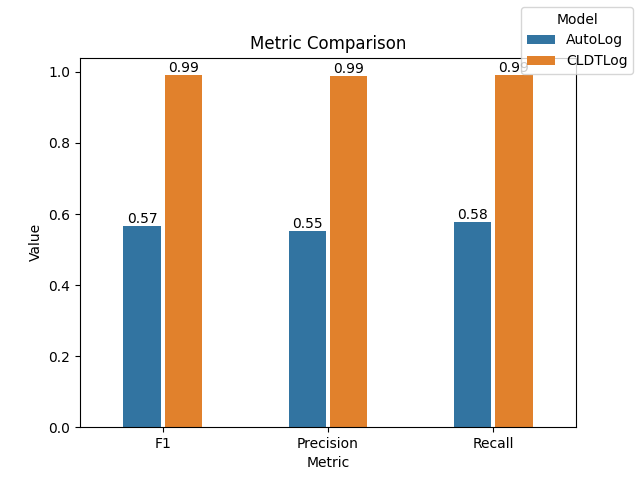 Metric Comparison
Model
AutoLog
CLDTLog
Value
1.0
0.8
0.6
0.4
0.2
0.0
0.57
0.99
0.55
0.99
0.58
F1
Precision
Recall
Metric